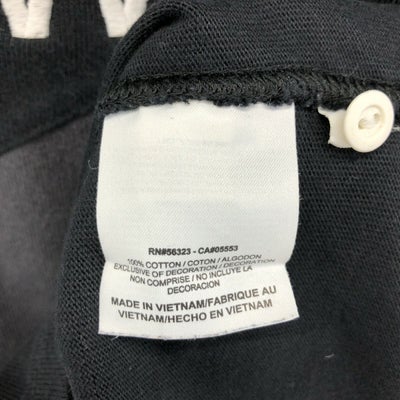 RN#56323 - CA#05553
100% COTTON / COTON / ALGODON
EXCLUSIVE OF DECORATION / DECORATION
NON COMPRISE / NO INCLUYE LA
DECORACION
MADE IN VIETNAM/FABRIQUE AU
VIETNAM/HECHO EN VIETNAM